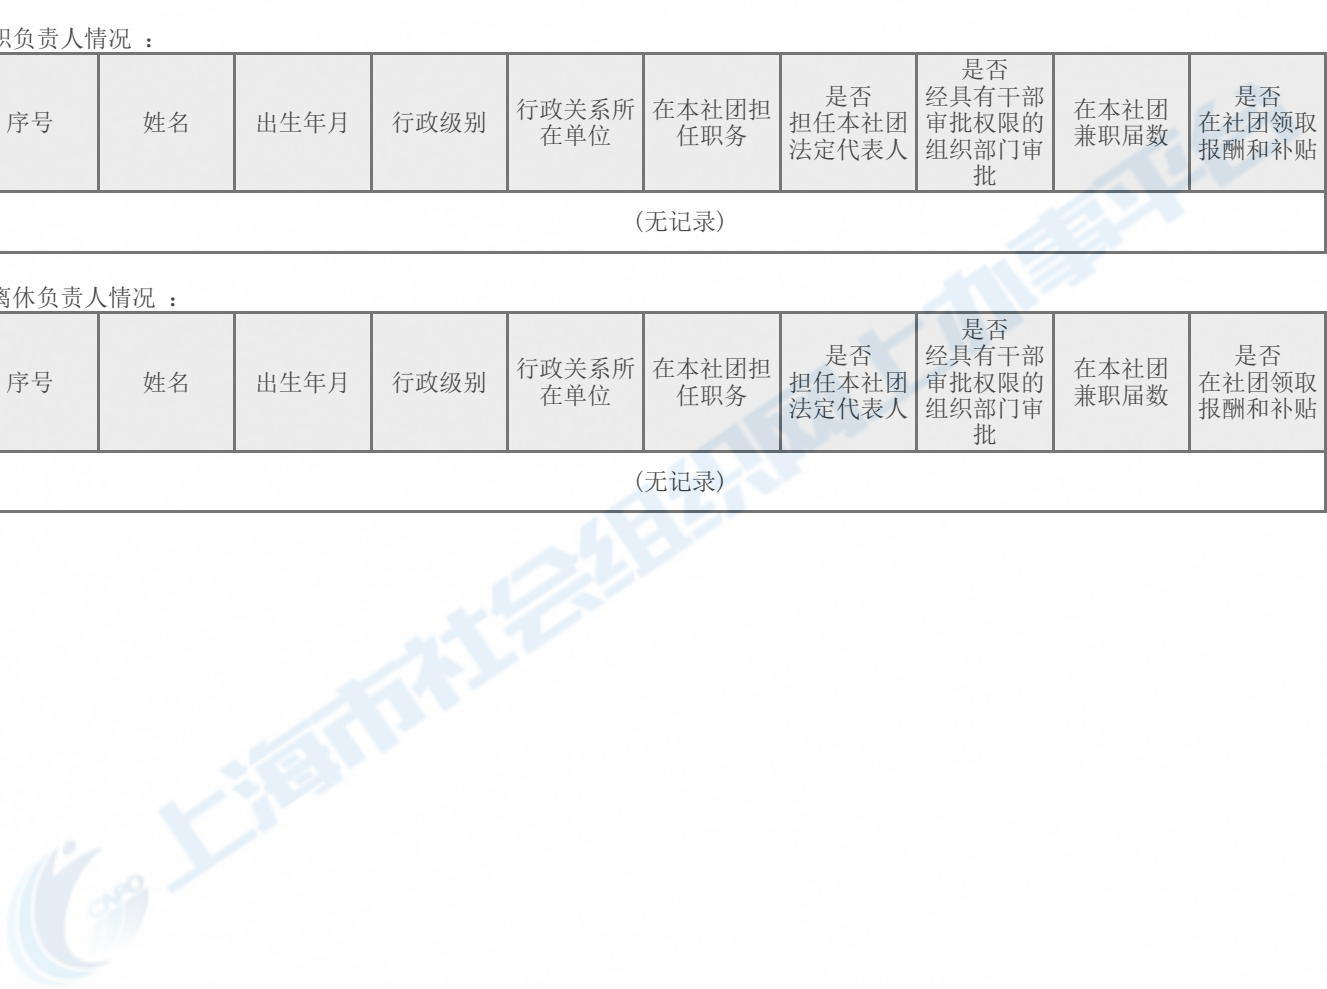 职负责人情况 ：
序号 姓名 出生年月 行政级别 行政关系所在单位 在本社团担任职务 是否担任本社团法定代表人 是否经具有干部审批权限的组织部门审批 在本社团兼职届数 是否在社团领取报酬和补贴
(无记录)
离休负责人情况 ：
序号 姓名 出生年月 行政级别 行政关系所在单位 在本社团担任职务 是否担任本社团法定代表人 是否经具有干部审批权限的组织部门审批 在本社团兼职届数 是否在社团领取报酬和补贴
(无记录)
上海市社会组织网上办事平台
CNPO